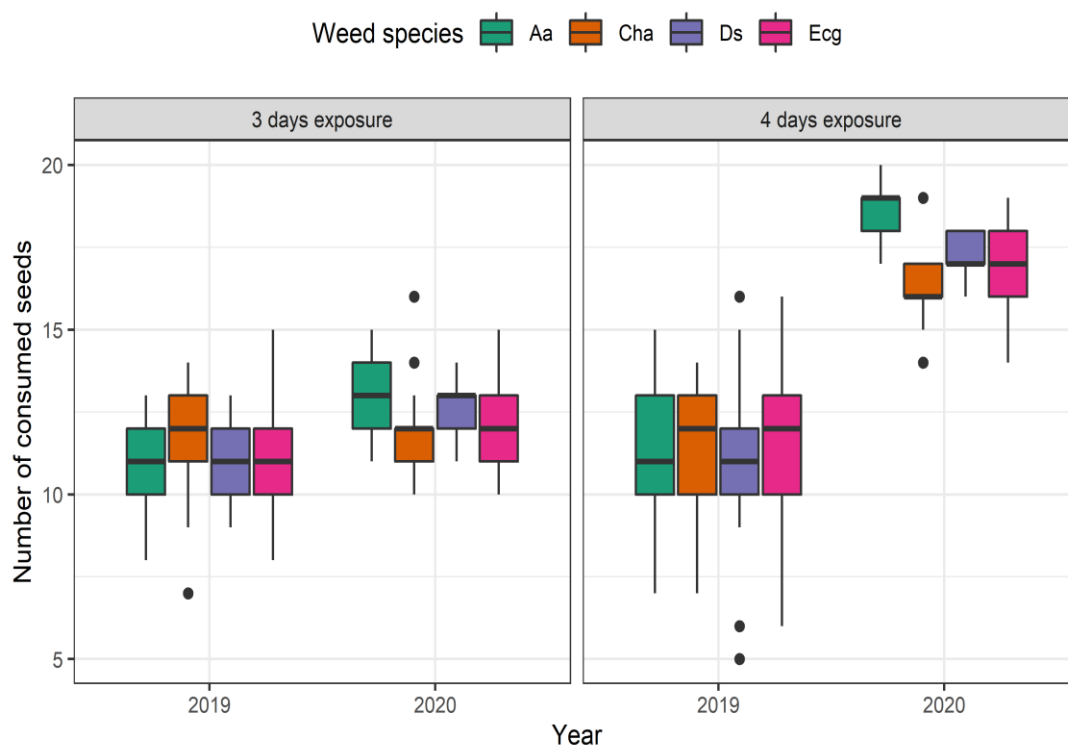 Weed species Aa Cha Ds Ecg
3 days exposure 4 days exposure
20
15
10
5
Number of consumed seeds
2019 2020 2019 2020
Year